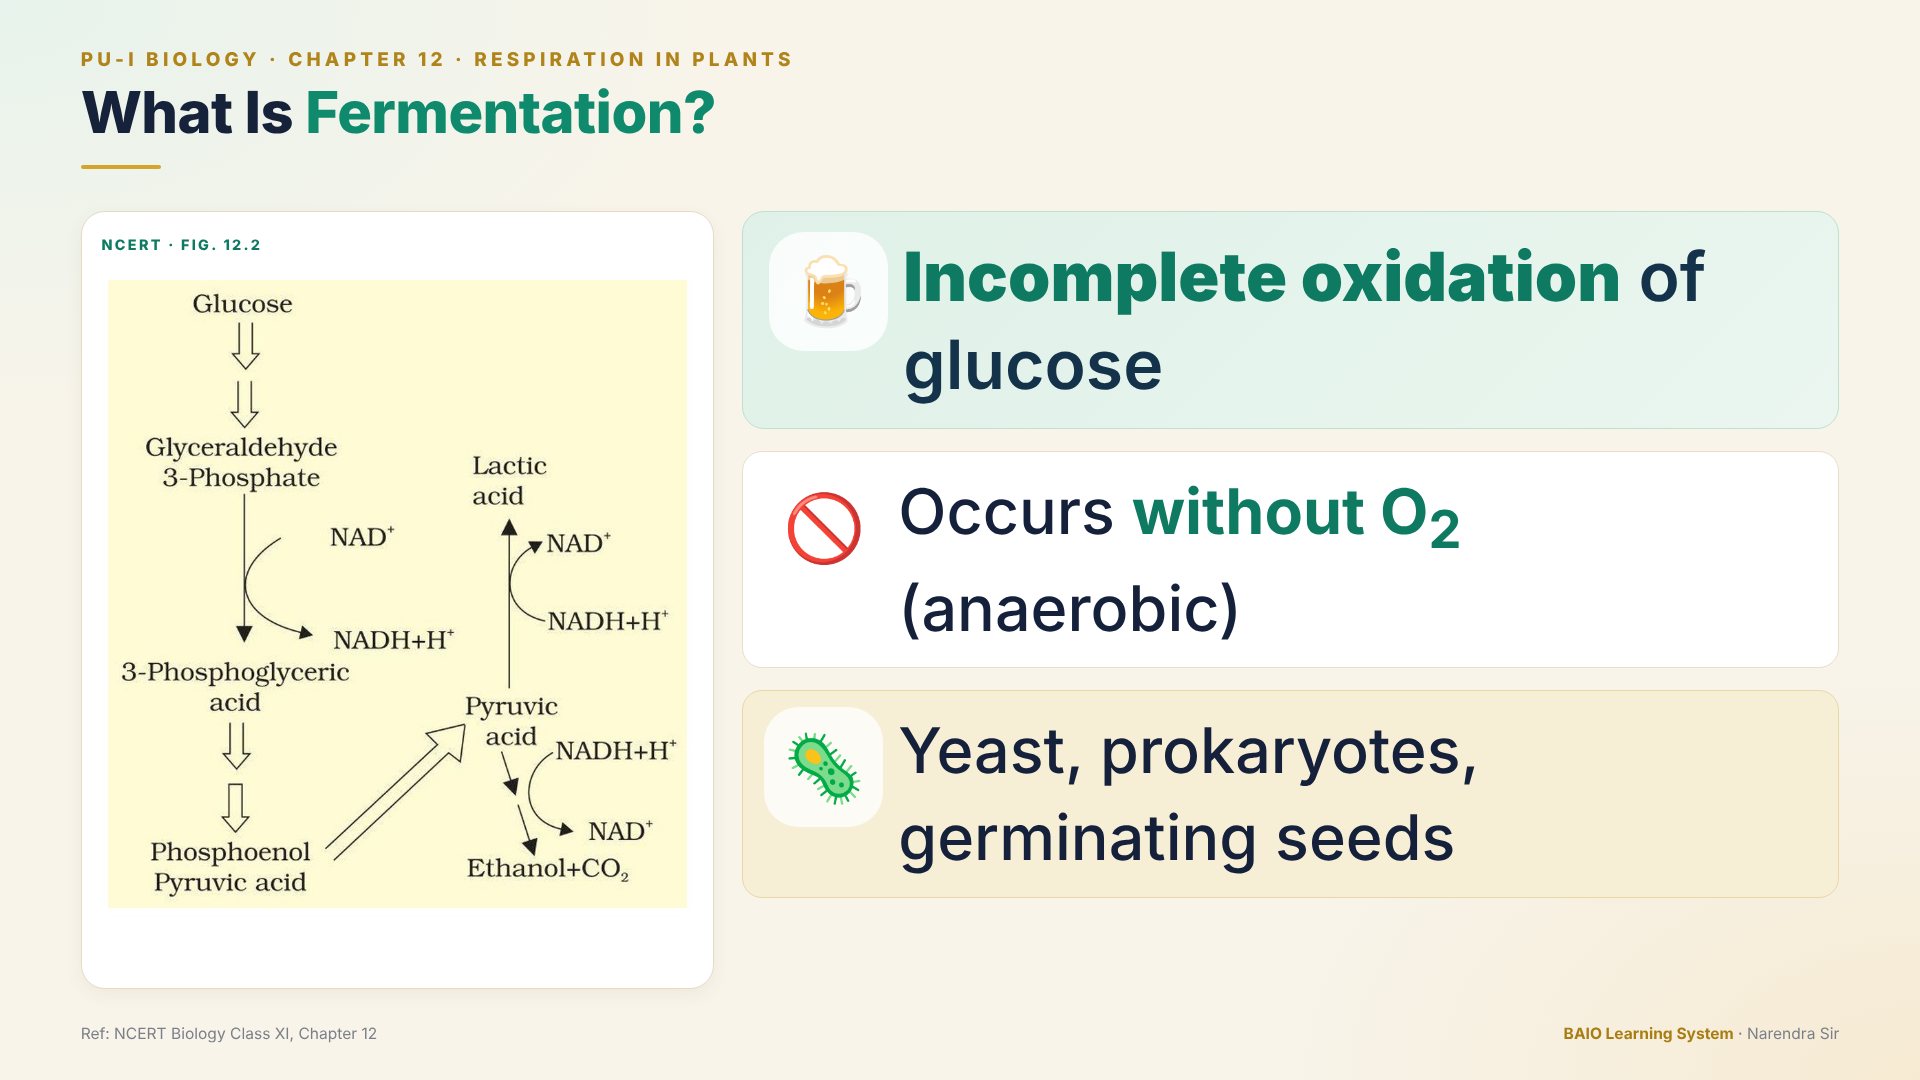 PU-I BIOLOGY · CHAPTER 12 · RESPIRATION IN PLANTS
What Is Fermentation?
NCERT · FIG. 12.2
Glucose
Glyceraldehyde
3-Phosphate
NAD⁺
NADH+H⁺
3-Phosphoglyceric
acid
Phosphoenol
Pyruvic acid
Lactic
acid
NAD⁺
NADH+H⁺
Pyruvic
acid
NADH+H⁺
NAD⁺
Ethanol+CO₂
Incomplete oxidation of
glucose
Occurs without O₂
(anaerobic)
Yeast, prokaryotes,
germinating seeds
Ref: NCERT Biology Class XI, Chapter 12
BAIO Learning System · Narendra Sir